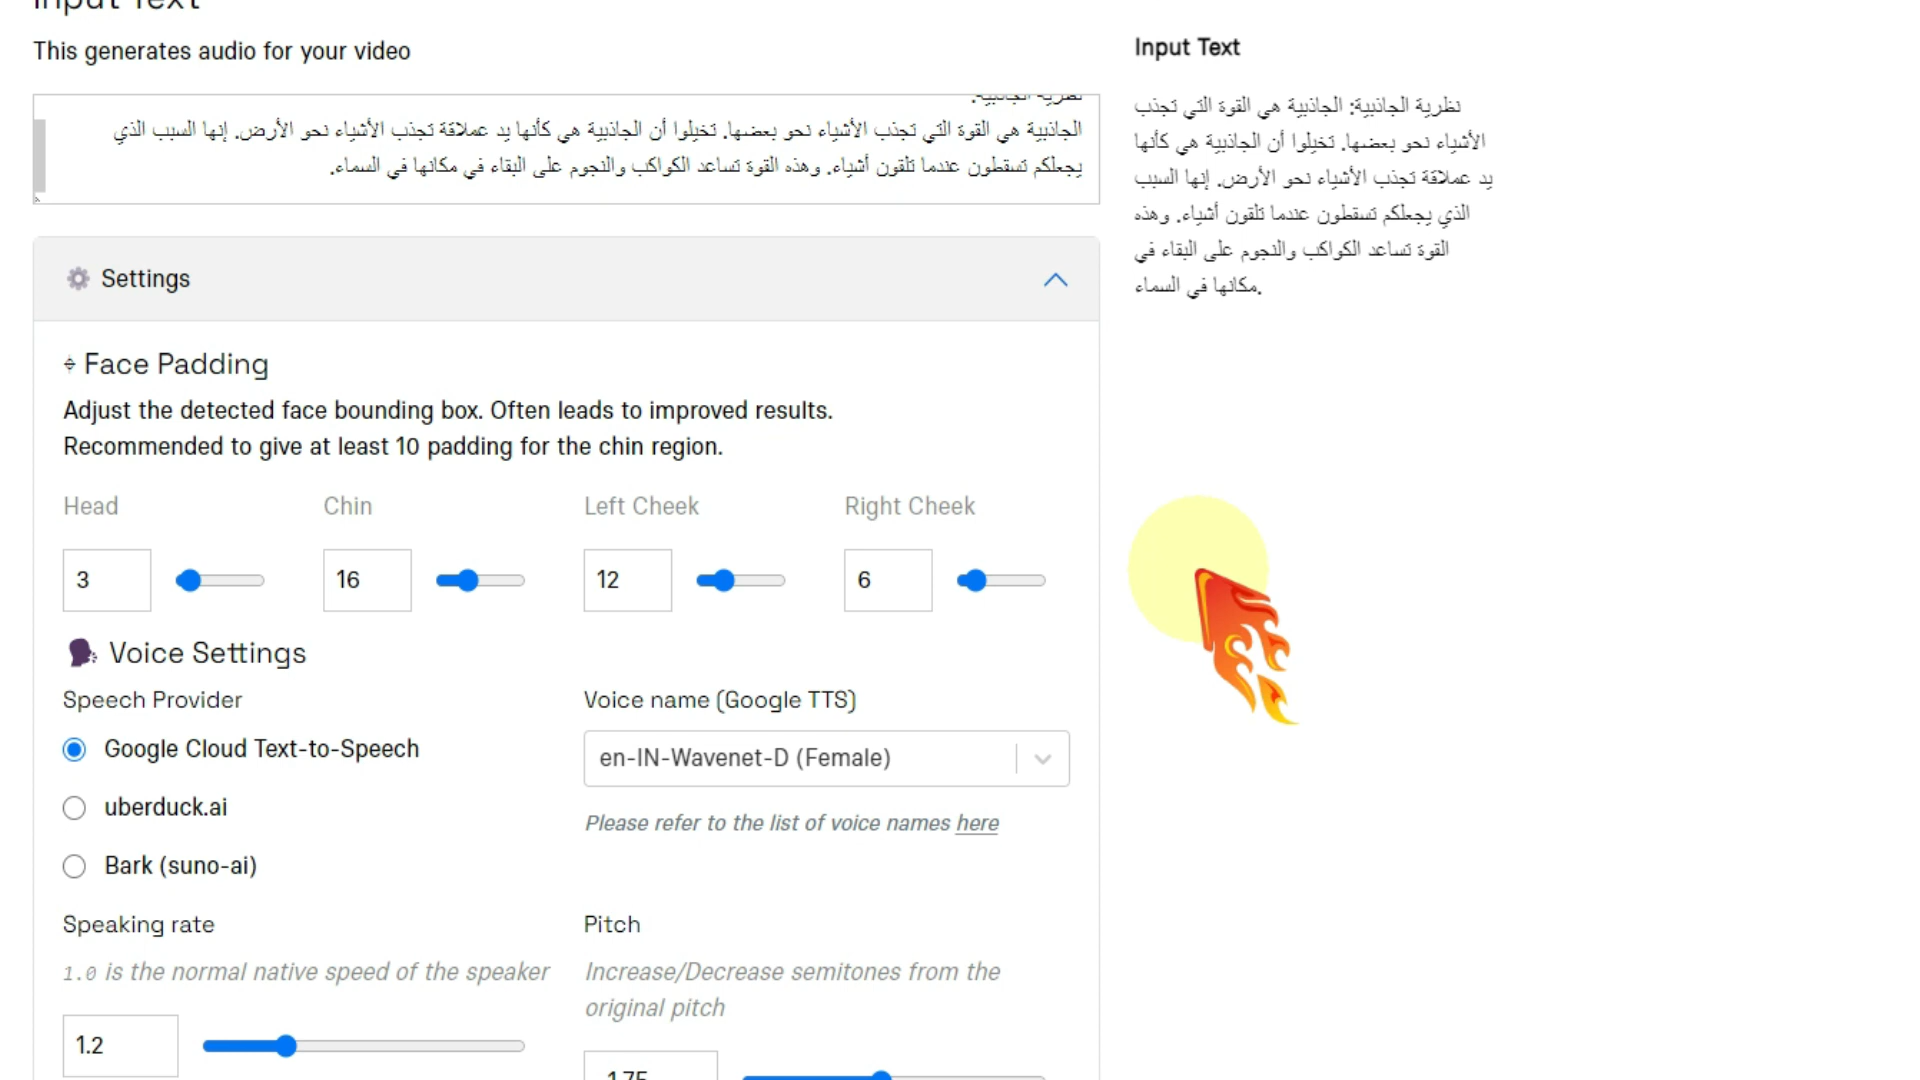 Input Text
This generates audio for your video
نظرية الجاذبية:
الجاذبية هي القوة التي تجذب الأشياء نحو بعضها. تخيلوا أن الجاذبية هي كأنها يد عملاقة تجذب الأشياء نحو الأرض. إنها السبب الذي
يجعلكم تسقطون عندما تلقون أشياء. وهذه القوة تساعد الكواكب والنجوم على البقاء في مكانها في السماء.
Settings
Face Padding
Adjust the detected face bounding box. Often leads to improved results.
Recommended to give at least 10 padding for the chin region.
Head
Chin
Left Cheek
Right Cheek
3
16
12
6
Voice Settings
Speech Provider
Google Cloud Text-to-Speech
uberduck.ai
Bark (suno-ai)
Voice name (Google TTS)
en-IN-Wavenet-D (Female)
Please refer to the list of voice names here
Speaking rate
1.0 is the normal native speed of the speaker
1.2
Pitch
Increase/Decrease semitones from the
original pitch
Input Text
نظرية الجاذبية: الجاذبية هي القوة التي تجذب
الأشياء نحو بعضها. تخيلوا أن الجاذبية هي كأنها
يد عملاقة تجذب الأشياء نحو الأرض. إنها السبب
الذي يجعلكم تسقطون عندما تلقون أشياء. وهذه
القوة تساعد الكواكب والنجوم على البقاء في
مكانها في السماء.